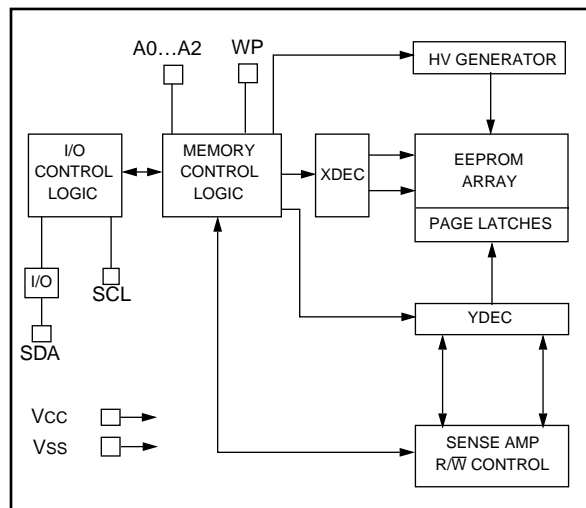 A0...A2
WP
HV GENERATOR
I/O
CONTROL
LOGIC
MEMORY
CONTROL
LOGIC
XDEC
EEPROM
ARRAY
PAGE LATCHES
I/O
SCL
SDA
YDEC
VCC
VSS
SENSE AMP
R/W̅ CONTROL